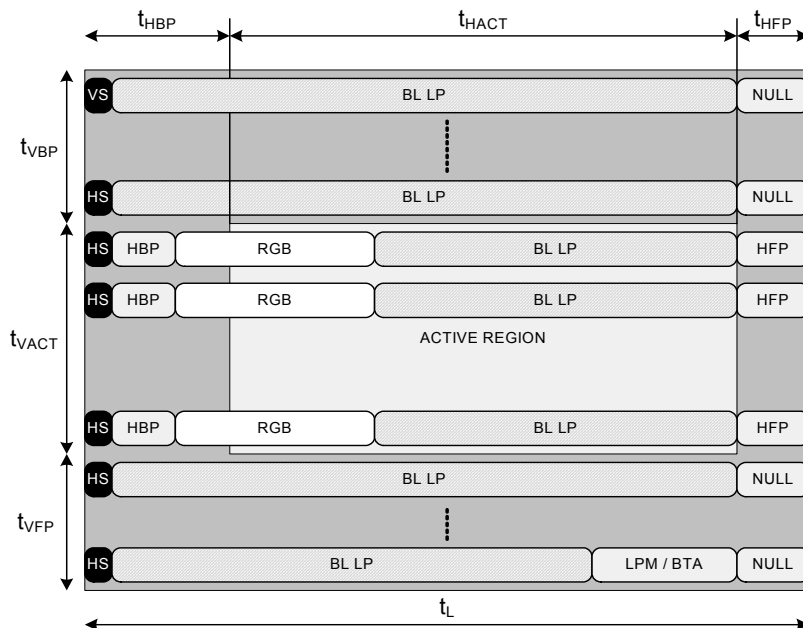 tHBP tHACT tHFP
VS BL LP NULL
tVBP
HS BL LP NULL
HS HBP RGB BL LP HFP
HS HBP RGB BL LP HFP
tVACT ACTIVE REGION
HS HBP RGB BL LP HFP
HS BL LP NULL
tVFP
HS BL LP LPM / BTA NULL
tL